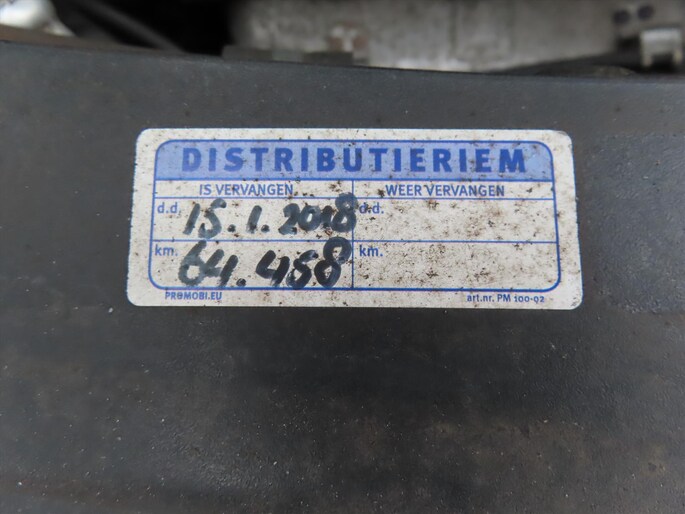 DISTRIBUTIERIEM
IS VERVANGEN WEER VERVANGEN
d.d. 15.1.2018 d.d.
km. 64.458 km.
PROMOBI.EU art.nr. PM 100-02